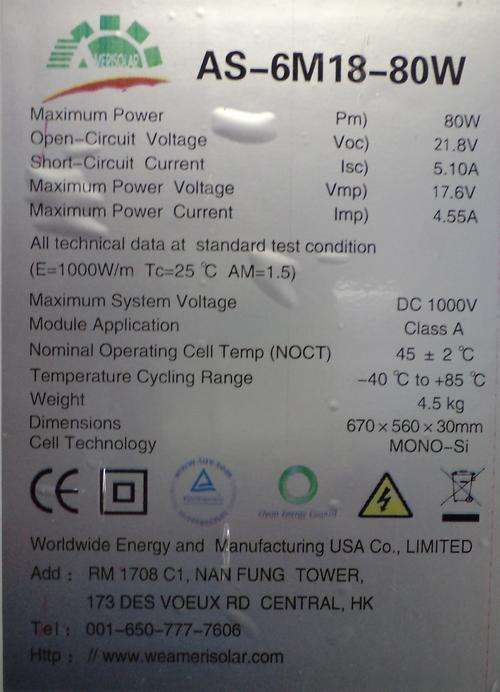 AMERISOLAR
AS-6M18-80W
Maximum Power Pm) 80W
Open-Circuit Voltage Voc) 21.8V
Short-Circuit Current Isc) 5.10A
Maximum Power Voltage Vmp) 17.6V
Maximum Power Current Imp) 4.55A
All technical data at standard test condition
(E=1000W/m Tc=25 ℃ AM=1.5)
Maximum System Voltage DC 1000V
Module Application Class A
Nominal Operating Cell Temp (NOCT) 45 ± 2 ℃
Temperature Cycling Range -40 ℃ to +85 ℃
Weight 4.5 kg
Dimensions 670×560×30mm
Cell Technology MONO-Si
CE
Clean Energy Council
Worldwide Energy and Manufacturing USA Co., LIMITED
Add : RM 1708 C1, NAN FUNG TOWER,
173 DES VOEUX RD CENTRAL, HK
Tel : 001-650-777-7606
Http : // www.weamerisolar.com